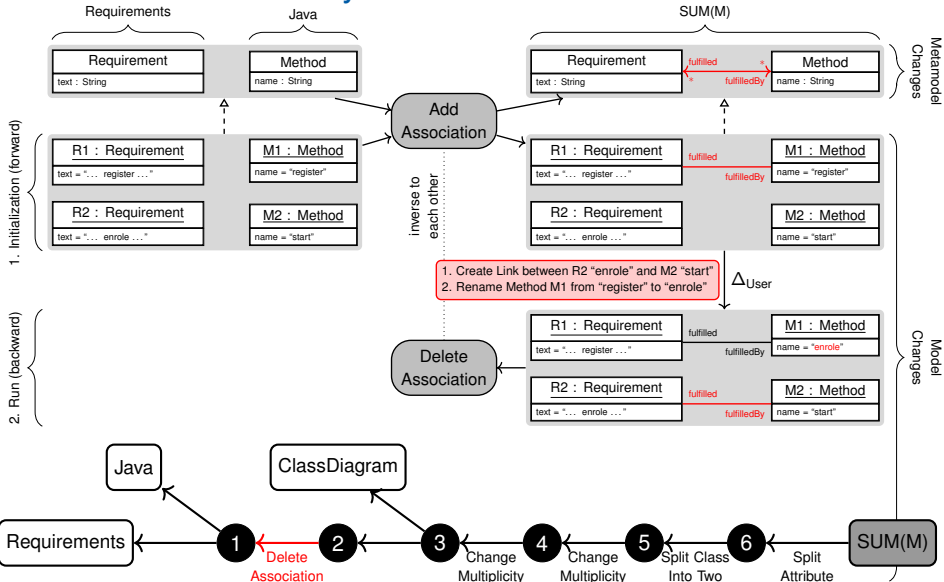 Requirements
Java
SUM(M)
Requirement
text : String
Method
name : String
Requirement
text : String
fulfilled
*
*
fulfilledBy
Method
name : String
Metamodel
Changes
Add
Association
1. Initialization (forward)
R1 : Requirement
text = "... register ..."
M1 : Method
name = "register"
R2 : Requirement
text = "... enrole ..."
M2 : Method
name = "start"
inverse to
each other
R1 : Requirement
text = "... register ..."
fulfilled
fulfilledBy
M1 : Method
name = "register"
R2 : Requirement
text = "... enrole ..."
M2 : Method
name = "start"
1. Create Link between R2 "enrole" and M2 "start"
2. Rename Method M1 from "register" to "enrole"
ΔUser
2. Run (backward)
Delete
Association
R1 : Requirement
text = "... register ..."
fulfilled
fulfilledBy
M1 : Method
name = "enrole"
R2 : Requirement
text = "... enrole ..."
fulfilled
fulfilledBy
M2 : Method
name = "start"
Model
Changes
Java
ClassDiagram
Requirements
1
Delete
Association
2
3
Change
Multiplicity
4
Change
Multiplicity
5
Split Class
Into Two
6
Split
Attribute
SUM(M)